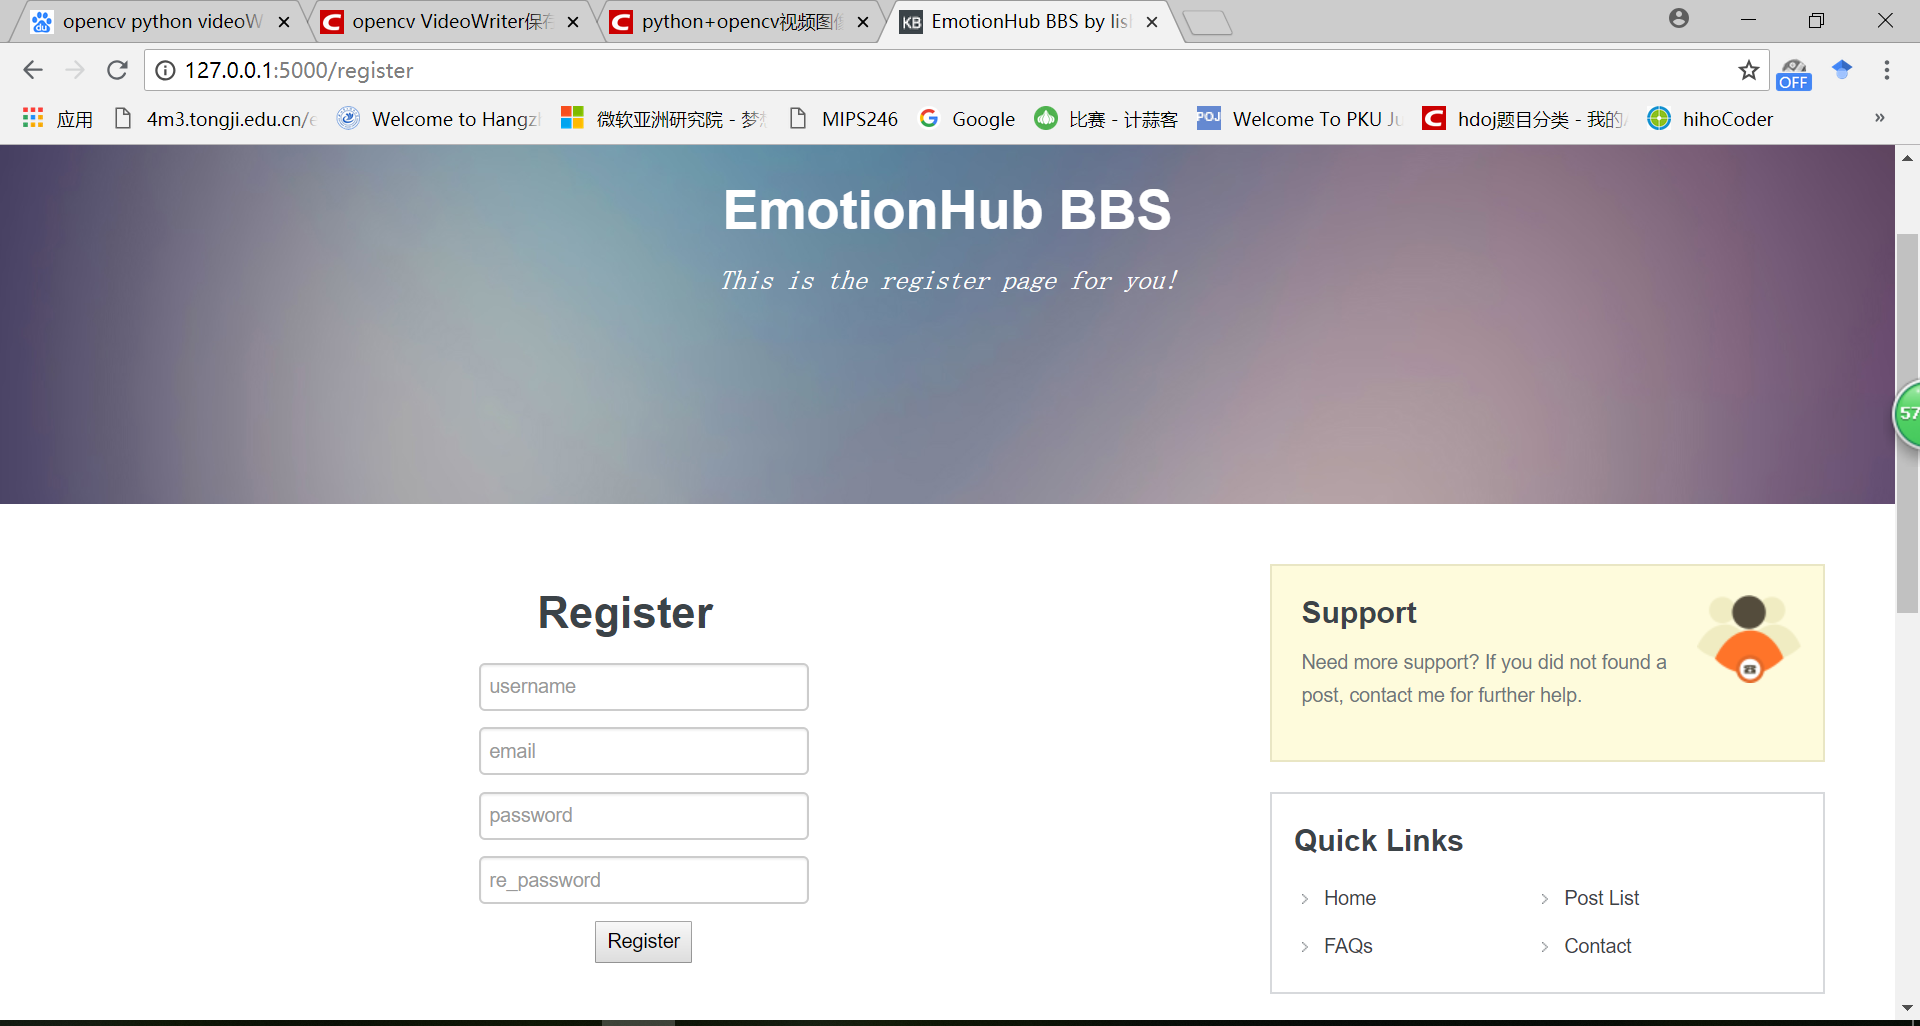 opencv python videoW
opencv VideoWriter保存
python+opencv视频图像
EmotionHub BBS by lisl
127.0.0.1:5000/register
OFF
应用
4m3.tongji.edu.cn/e
Welcome to Hangzh
微软亚洲研究院 - 梦想
MIPS246
Google
比赛 - 计蒜客
POJ
Welcome To PKU Ju
hdoj题目分类 - 我的A
hihoCoder
»
EmotionHub BBS
This is the register page for you!
57
Register
username
email
password
re_password
Register
Support
Need more support? If you did not found a
post, contact me for further help.
Quick Links
Home
Post List
FAQs
Contact